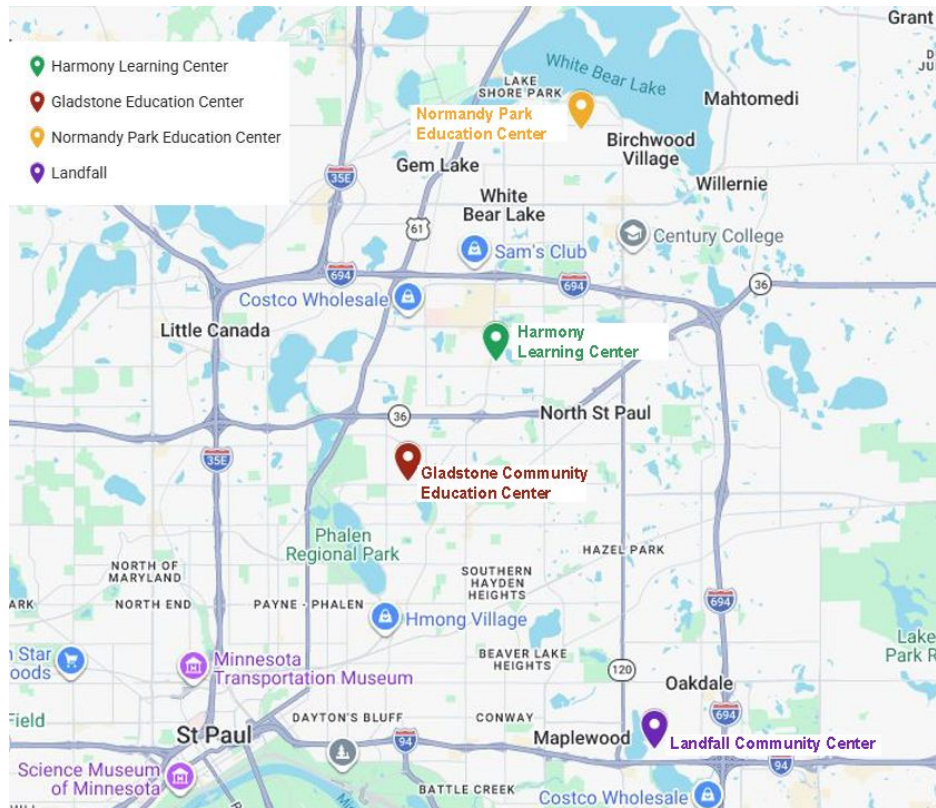 Harmony Learning Center
Gladstone Education Center
Normandy Park Education Center
Landfall
Grant
White Bear Lake
LAKE
SHORE PARK
Mahtomedi
Normandy Park
Education Center
Birchwood
Village
Gem Lake
35E
Willernie
White
Bear Lake
61
Century College
Sam's Club
694
694
36
Costco Wholesale
Little Canada
Harmony
Learning Center
36
North St Paul
35E
Gladstone Community
Education Center
Phalen
Regional Park
HAZEL PARK
NORTH OF
MARYLAND
SOUTHERN
HAYDEN
HEIGHTS
ARK
NORTH END
PAYNE - PHALEN
694
Hmong Village
Lake
Park R
n Star
oods
Minnesota
Transportation Museum
BEAVER LAKE
HEIGHTS
120
Oakdale
Field
St Paul
DAYTON'S BLUFF
CONWAY
694
94
Maplewood
Landfall Community Center
94
Science Museum
of Minnesota
BATTLE CREEK
Costco Wholesale